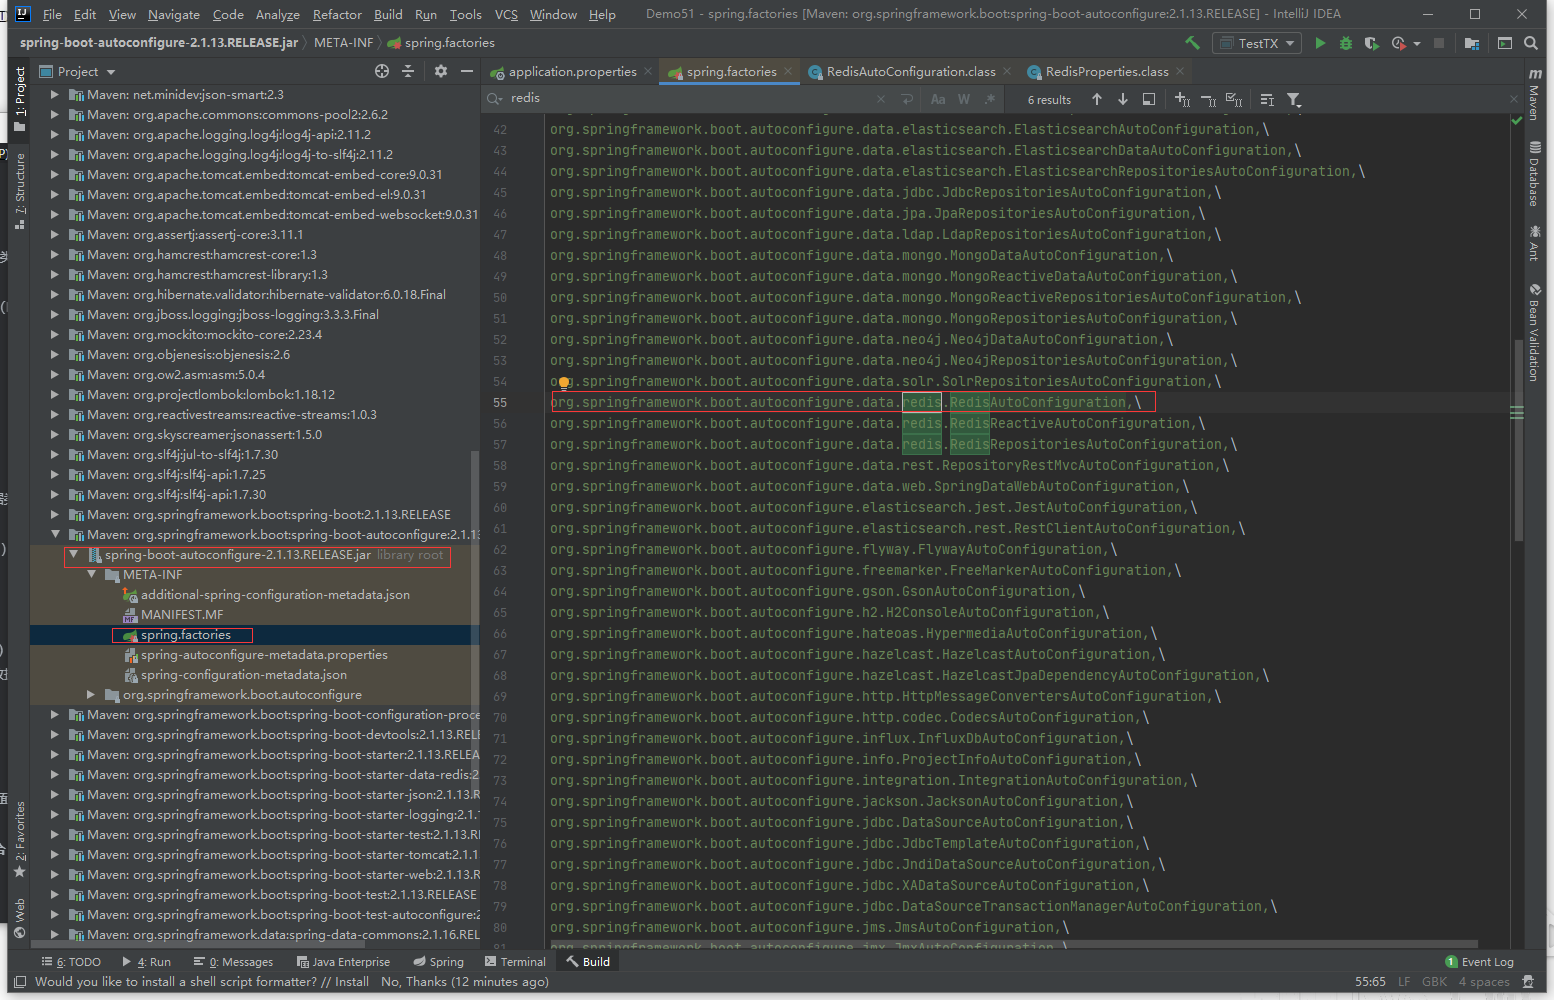 File Edit View Navigate Code Analyze Refactor Build Run Tools VCS Window Help Demo51 - spring.factories [Maven: org.springframework.boot:spring-boot-autoconfigure:2.1.13.RELEASE] - IntelliJ IDEA
spring-boot-autoconfigure-2.1.13.RELEASE.jar META-INF spring.factories TestTX
Project
application.properties spring.factories RedisAutoConfiguration.class RedisProperties.class
redis Aa W .* 6 results
1: Project
7: Structure
2: Favorites
Web
Maven: net.minidev:json-smart:2.3
Maven: org.apache.commons:commons-pool2:2.6.2
Maven: org.apache.logging.log4j:log4j-api:2.11.2
Maven: org.apache.logging.log4j:log4j-to-slf4j:2.11.2
Maven: org.apache.tomcat.embed:tomcat-embed-core:9.0.31
Maven: org.apache.tomcat.embed:tomcat-embed-el:9.0.31
Maven: org.apache.tomcat.embed:tomcat-embed-websocket:9.0.31
Maven: org.assertj:assertj-core:3.11.1
Maven: org.hamcrest:hamcrest-core:1.3
Maven: org.hamcrest:hamcrest-library:1.3
Maven: org.hibernate.validator:hibernate-validator:6.0.18.Final
Maven: org.jboss.logging:jboss-logging:3.3.3.Final
Maven: org.mockito:mockito-core:2.23.4
Maven: org.objenesis:objenesis:2.6
Maven: org.ow2.asm:asm:5.0.4
Maven: org.projectlombok:lombok:1.18.12
Maven: org.reactivestreams:reactive-streams:1.0.3
Maven: org.skyscreamer:jsonassert:1.5.0
Maven: org.slf4j:jul-to-slf4j:1.7.30
Maven: org.slf4j:slf4j-api:1.7.25
Maven: org.slf4j:slf4j-api:1.7.30
Maven: org.springframework.boot:spring-boot:2.1.13.RELEASE
Maven: org.springframework.boot:spring-boot-autoconfigure:2.1.13
spring-boot-autoconfigure-2.1.13.RELEASE.jar library root
META-INF
additional-spring-configuration-metadata.json
MANIFEST.MF
spring.factories
spring-autoconfigure-metadata.properties
spring-configuration-metadata.json
org.springframework.boot.autoconfigure
Maven: org.springframework.boot:spring-boot-configuration-proce
Maven: org.springframework.boot:spring-boot-devtools:2.1.13.REL
Maven: org.springframework.boot:spring-boot-starter:2.1.13.RELEA
Maven: org.springframework.boot:spring-boot-starter-data-redis:2
Maven: org.springframework.boot:spring-boot-starter-json:2.1.13.R
Maven: org.springframework.boot:spring-boot-starter-logging:2.1.
Maven: org.springframework.boot:spring-boot-starter-test:2.1.13.RE
Maven: org.springframework.boot:spring-boot-starter-tomcat:2.1.1
Maven: org.springframework.boot:spring-boot-starter-web:2.1.13.R
Maven: org.springframework.boot:spring-boot-test:2.1.13.RELEASE
Maven: org.springframework.boot:spring-boot-test-autoconfigure:2
Maven: org.springframework.data:spring-data-commons:2.1.16.REL
42 org.springframework.boot.autoconfigure.data.elasticsearch.ElasticsearchAutoConfiguration,\
43 org.springframework.boot.autoconfigure.data.elasticsearch.ElasticsearchDataAutoConfiguration,\
44 org.springframework.boot.autoconfigure.data.elasticsearch.ElasticsearchRepositoriesAutoConfiguration,\
45 org.springframework.boot.autoconfigure.data.jdbc.JdbcRepositoriesAutoConfiguration,\
46 org.springframework.boot.autoconfigure.data.jpa.JpaRepositoriesAutoConfiguration,\
47 org.springframework.boot.autoconfigure.data.ldap.LdapRepositoriesAutoConfiguration,\
48 org.springframework.boot.autoconfigure.data.mongo.MongoDataAutoConfiguration,\
49 org.springframework.boot.autoconfigure.data.mongo.MongoReactiveDataAutoConfiguration,\
50 org.springframework.boot.autoconfigure.data.mongo.MongoReactiveRepositoriesAutoConfiguration,\
51 org.springframework.boot.autoconfigure.data.mongo.MongoRepositoriesAutoConfiguration,\
52 org.springframework.boot.autoconfigure.data.neo4j.Neo4jDataAutoConfiguration,\
53 org.springframework.boot.autoconfigure.data.neo4j.Neo4jRepositoriesAutoConfiguration,\
54 org.springframework.boot.autoconfigure.data.solr.SolrRepositoriesAutoConfiguration,\
55 org.springframework.boot.autoconfigure.data.redis.RedisAutoConfiguration,\
56 org.springframework.boot.autoconfigure.data.redis.RedisReactiveAutoConfiguration,\
57 org.springframework.boot.autoconfigure.data.redis.RedisRepositoriesAutoConfiguration,\
58 org.springframework.boot.autoconfigure.data.rest.RepositoryRestMvcAutoConfiguration,\
59 org.springframework.boot.autoconfigure.data.web.SpringDataWebAutoConfiguration,\
60 org.springframework.boot.autoconfigure.elasticsearch.jest.JestAutoConfiguration,\
61 org.springframework.boot.autoconfigure.elasticsearch.rest.RestClientAutoConfiguration,\
62 org.springframework.boot.autoconfigure.flyway.FlywayAutoConfiguration,\
63 org.springframework.boot.autoconfigure.freemarker.FreeMarkerAutoConfiguration,\
64 org.springframework.boot.autoconfigure.gson.GsonAutoConfiguration,\
65 org.springframework.boot.autoconfigure.h2.H2ConsoleAutoConfiguration,\
66 org.springframework.boot.autoconfigure.hateoas.HypermediaAutoConfiguration,\
67 org.springframework.boot.autoconfigure.hazelcast.HazelcastAutoConfiguration,\
68 org.springframework.boot.autoconfigure.hazelcast.HazelcastJpaDependencyAutoConfiguration,\
69 org.springframework.boot.autoconfigure.http.HttpMessageConvertersAutoConfiguration,\
70 org.springframework.boot.autoconfigure.http.codec.CodecsAutoConfiguration,\
71 org.springframework.boot.autoconfigure.influx.InfluxDbAutoConfiguration,\
72 org.springframework.boot.autoconfigure.info.ProjectInfoAutoConfiguration,\
73 org.springframework.boot.autoconfigure.integration.IntegrationAutoConfiguration,\
74 org.springframework.boot.autoconfigure.jackson.JacksonAutoConfiguration,\
75 org.springframework.boot.autoconfigure.jdbc.DataSourceAutoConfiguration,\
76 org.springframework.boot.autoconfigure.jdbc.JdbcTemplateAutoConfiguration,\
77 org.springframework.boot.autoconfigure.jdbc.JndiDataSourceAutoConfiguration,\
78 org.springframework.boot.autoconfigure.jdbc.XADataSourceAutoConfiguration,\
79 org.springframework.boot.autoconfigure.jdbc.DataSourceTransactionManagerAutoConfiguration,\
80 org.springframework.boot.autoconfigure.jms.JmsAutoConfiguration,\
81 org.springframework.boot.autoconfigure.jmx.JmxAutoConfiguration,\
Maven
Database
Ant
Bean Validation
6: TODO 4: Run 0: Messages Java Enterprise Spring Terminal Build 1 Event Log
Would you like to install a shell script formatter? // Install No, Thanks (12 minutes ago) 55:65 LF GBK 4 spaces